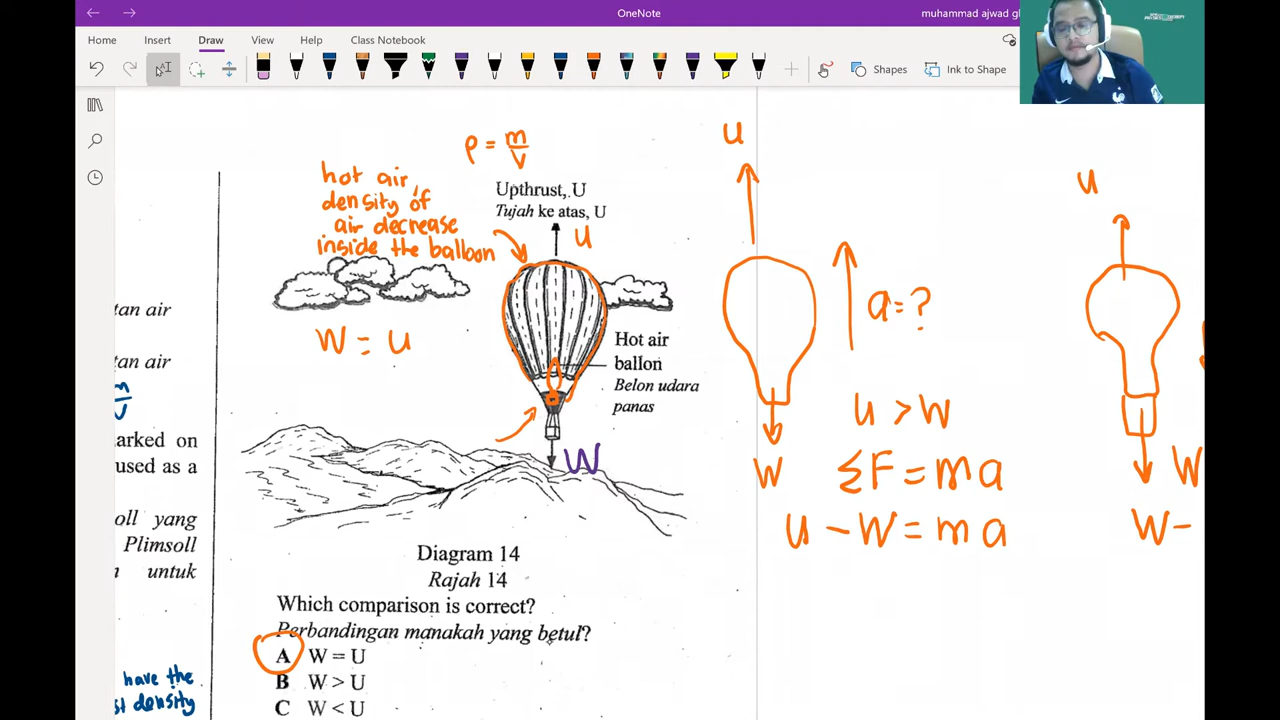 OneNote
muhammad ajwad gl
Home
Insert
Draw
View
Help
Class Notebook
Shapes
Ink to Shape
tan air
tan air
m
V
arked on
used as a
oll yang
Plimsoll
untuk
have the
st density
ρ = m/V
hot air,
density of
air decrease
inside the balloon
W = u
Upthrust, U
Tujah ke atas, U
u
Hot air
ballon
Belon udara
panas
W
Diagram 14
Rajah 14
Which comparison is correct?
Perbandingan manakah yang betul?
A W = U
B W > U
C W < U
u
a = ?
W
u > W
ΣF = ma
u - W = ma
u
W
W-